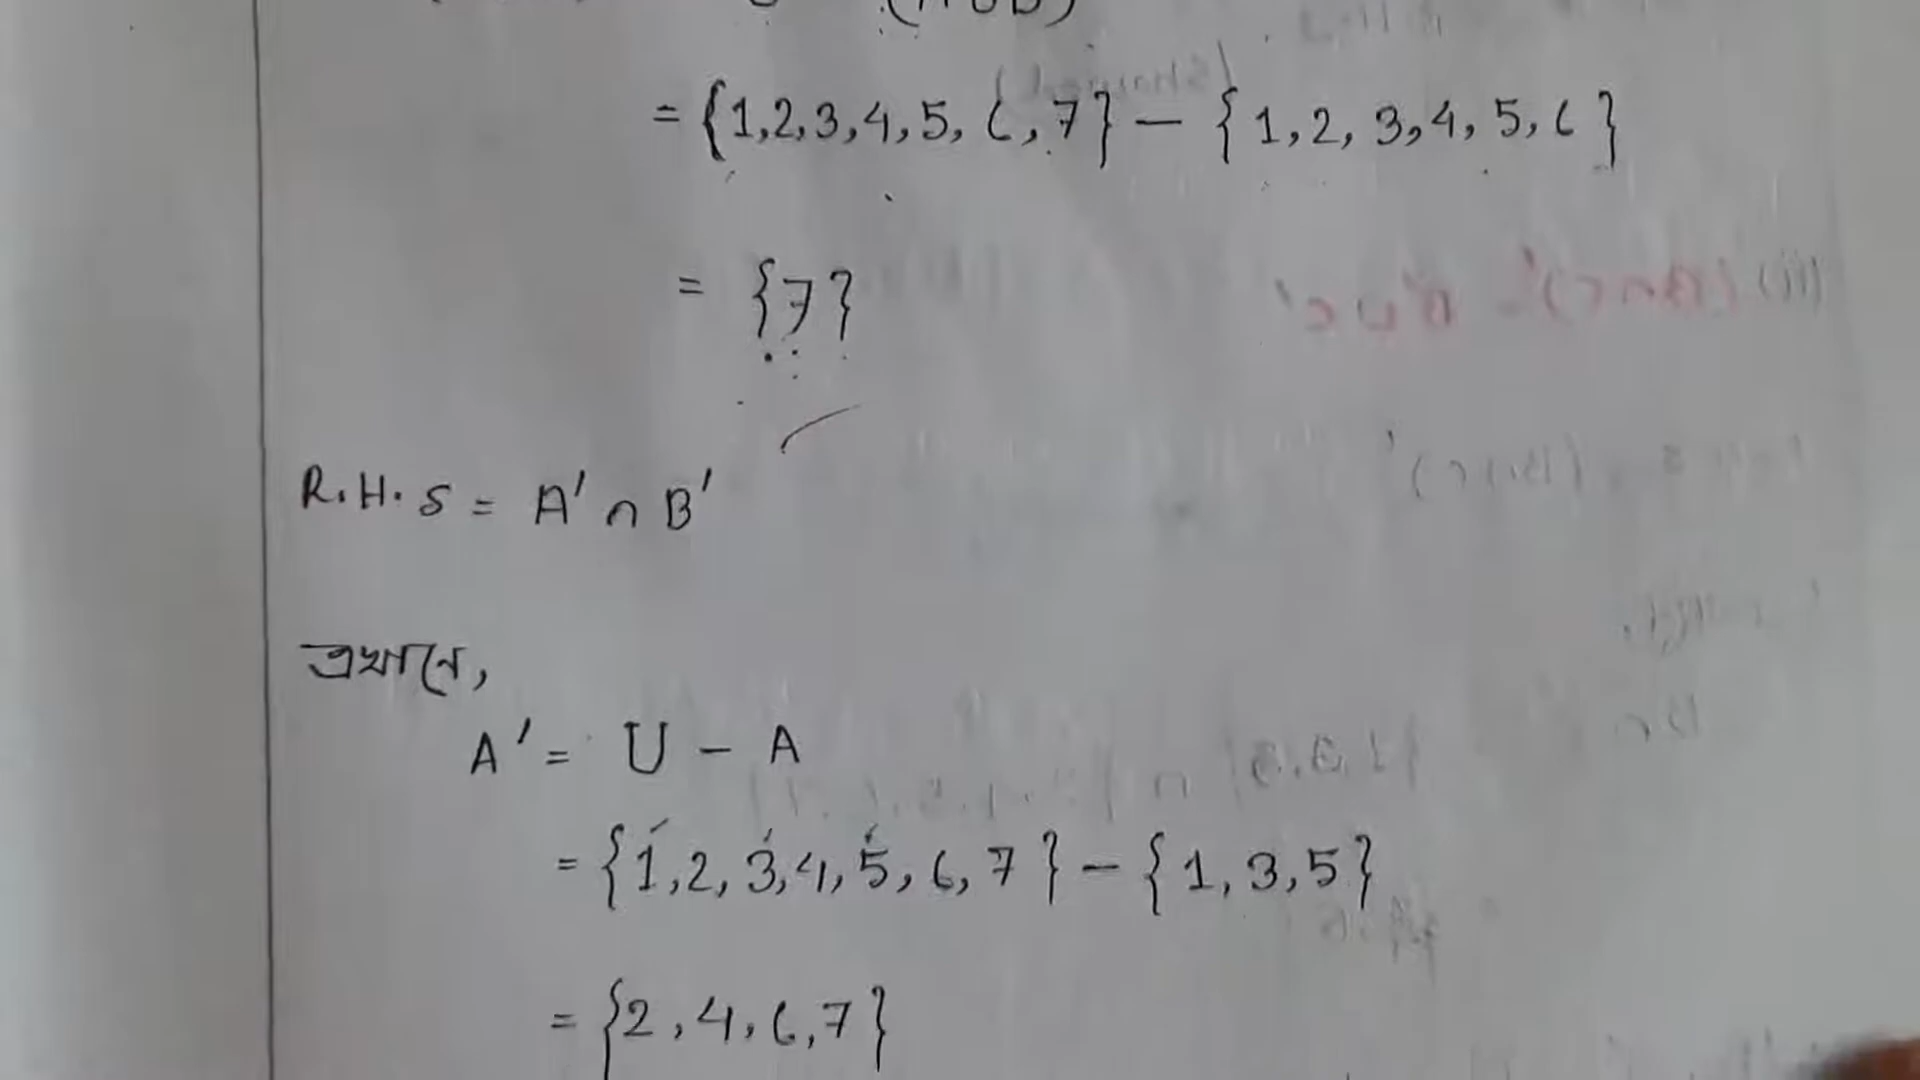 (A∪B)
= {1,2,3,4,5, 6,7} — {1,2, 3,4, 5,6}
= {7}
R.H.S = A' ∩ B'
এখানে,
A' = U - A
= {1,2,3,4,5,6,7} - {1,3,5}
= {2,4,6,7}